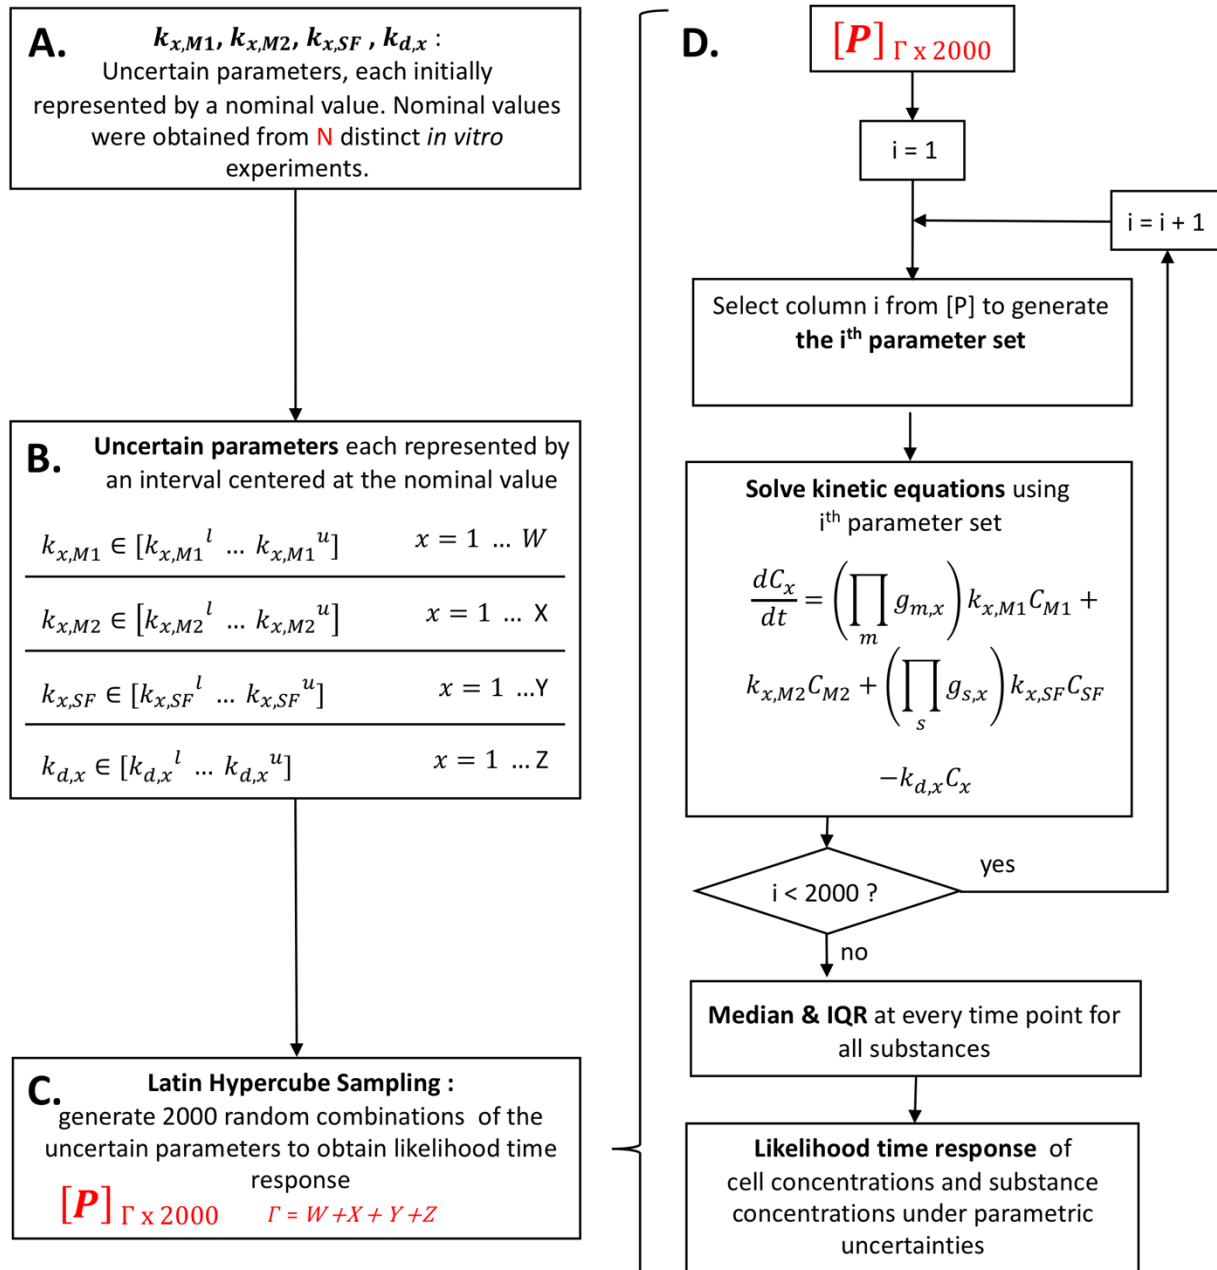 A.
k_{x,M1}, k_{x,M2}, k_{x,SF} , k_{d,x} :
Uncertain parameters, each initially
represented by a nominal value. Nominal values
were obtained from N distinct in vitro
experiments.
B.
Uncertain parameters each represented by
an interval centered at the nominal value
k_{x,M1} ∈ [k_{x,M1}^l … k_{x,M1}^u] x = 1 … W
k_{x,M2} ∈ [k_{x,M2}^l … k_{x,M2}^u] x = 1 … X
k_{x,SF} ∈ [k_{x,SF}^l … k_{x,SF}^u] x = 1 …Y
k_{d,x} ∈ [k_{d,x}^l … k_{d,x}^u] x = 1 …Z
C.
Latin Hypercube Sampling :
generate 2000 random combinations of the
uncertain parameters to obtain likelihood time
response
[P]_{Γ x 2000} Γ = W +X + Y +Z
D.
[P]_{Γ x 2000}
i = 1
i = i + 1
Select column i from [P] to generate
the i^{th} parameter set
Solve kinetic equations using
i^{th} parameter set
\frac{dC_x}{dt} = (∏_m g_{m,x}) k_{x,M1}C_{M1} +
k_{x,M2}C_{M2} + (∏_s g_{s,x}) k_{x,SF}C_{SF}
−k_{d,x}C_x
i < 2000 ?
yes
no
Median & IQR at every time point for
all substances
Likelihood time response of
cell concentrations and substance
concentrations under parametric
uncertainties